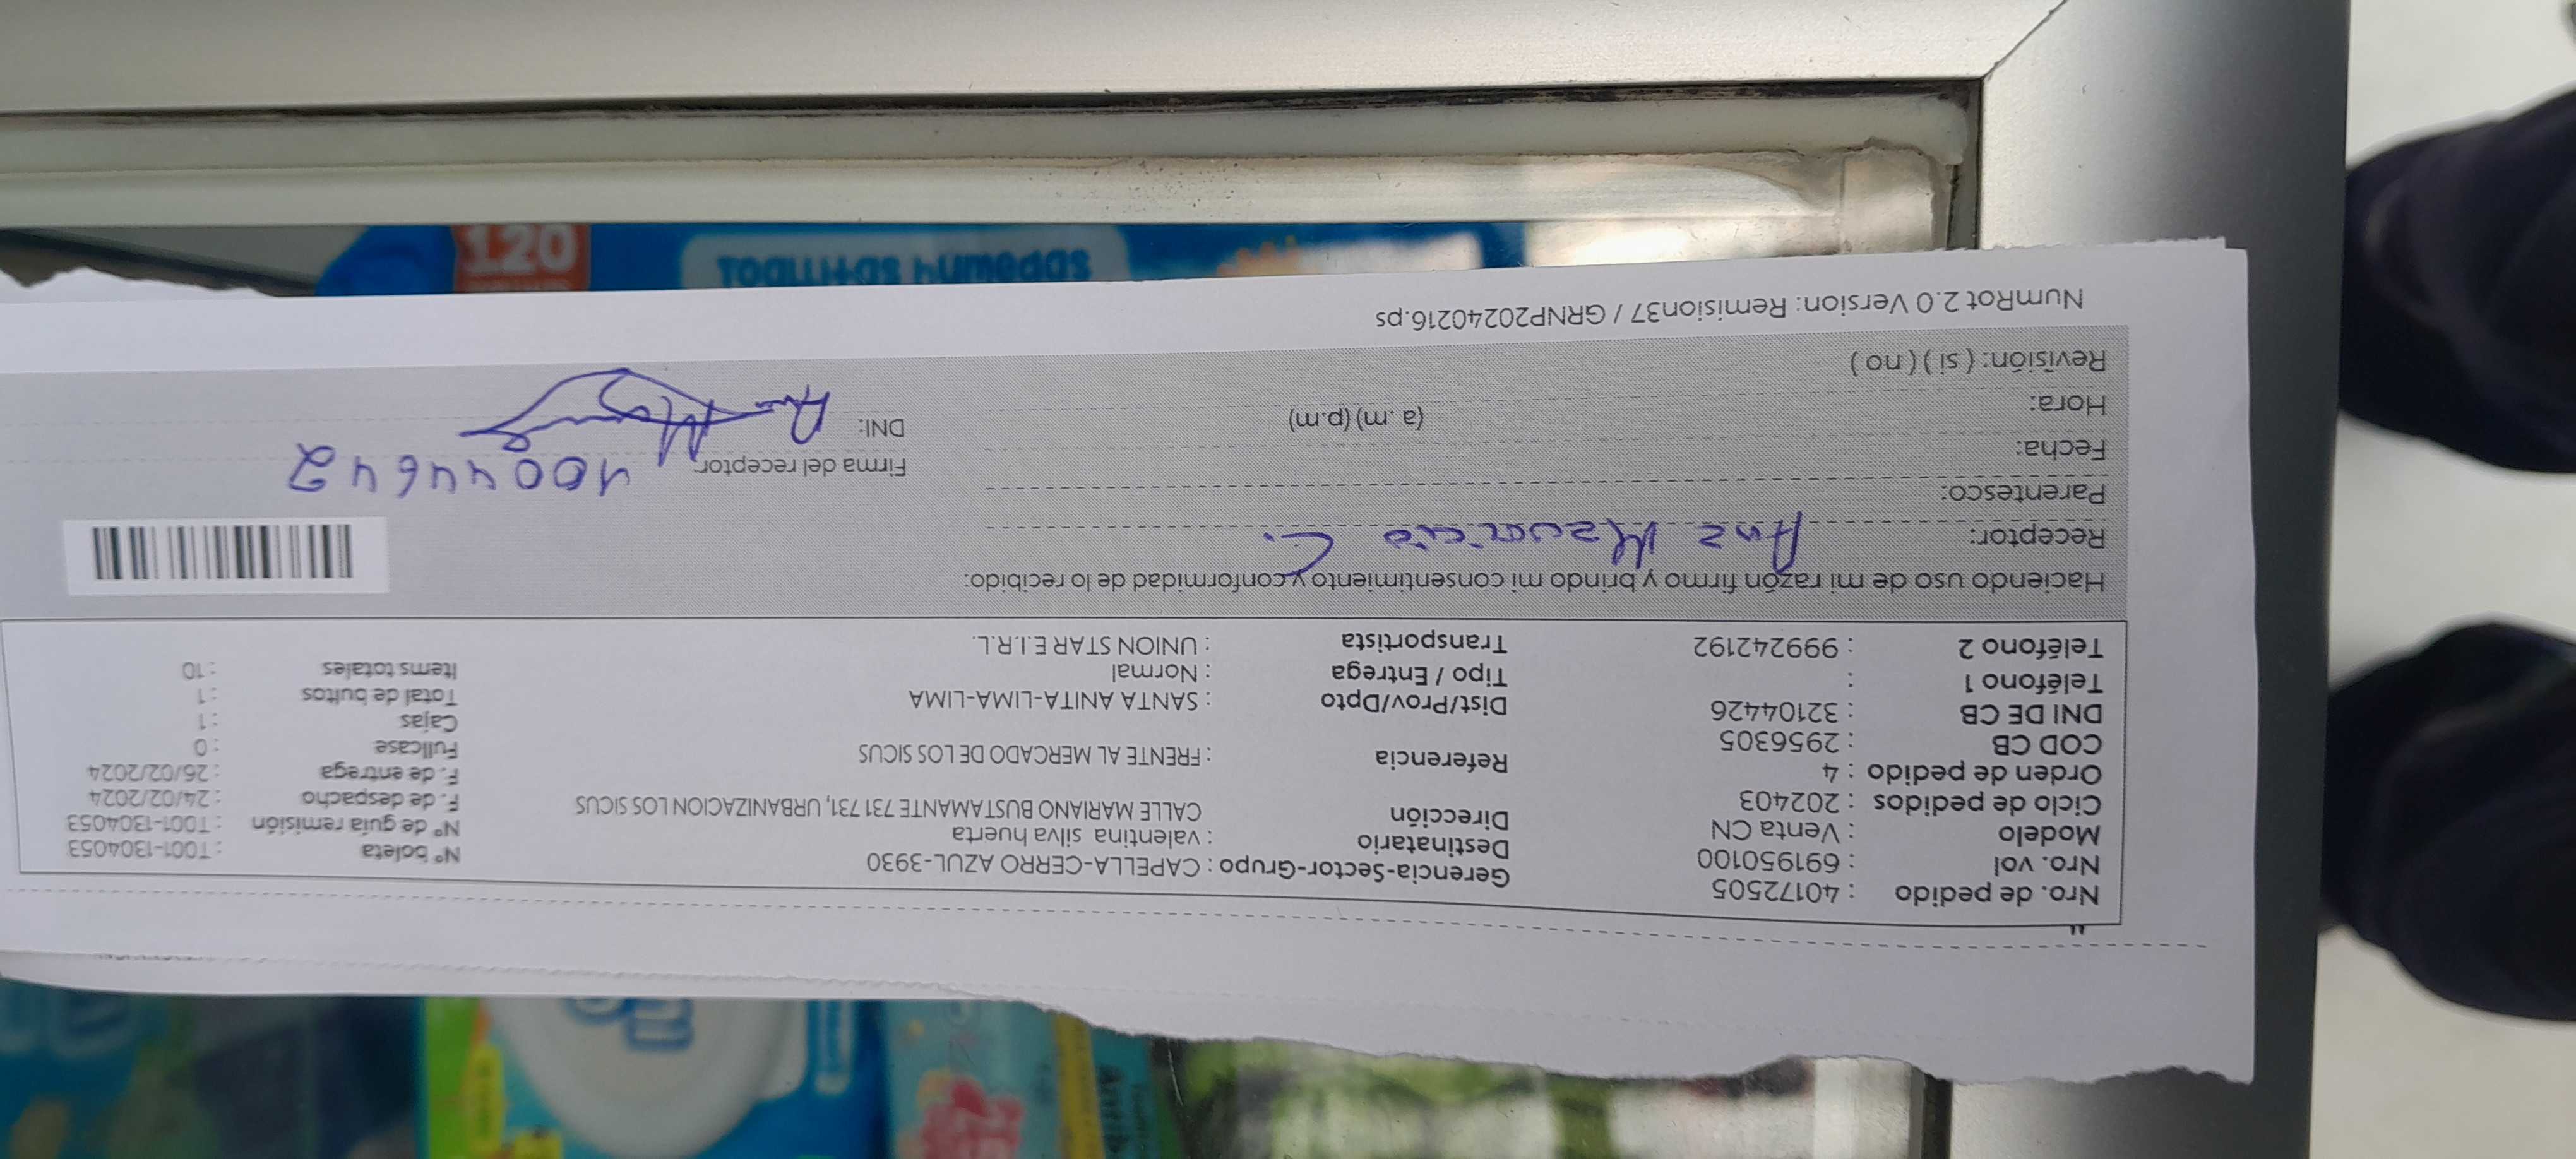 Nro. de pedido : 40172505 Gerencia-Sector-Grupo : CAPELLA-CERRO AZUL-3930 N° boleta : T001-1304053
Nro. vol : 691950100 Destinatario : valentina silva huerta N° de guía remisión : T001-1304053
Modelo : Venta CN Dirección CALLE MARIANO BUSTAMANTE 731 731, URBANIZACION LOS SICUS F. de despacho : 24/02/2024
Ciclo de pedidos : 202403 F. de entrega : 26/02/2024
Orden de pedido : 4 Referencia : FRENTE AL MERCADO DE LOS SICUS Fullcase : 0
COD CB : 2956305 Cajas : 1
DNI DE CB : 32104426 Dist/Prov/Dpto : SANTA ANITA-LIMA-LIMA Total de bultos : 1
Teléfono 1 : Tipo / Entrega : Normal Items totales : 10
Teléfono 2 : 999242192 Transportista : UNION STAR E.I.R.L.
Haciendo uso de mi razón firmo y brindo mi consentimiento y conformidad de lo recibido:
Receptor: Ana C.
Parentesco:
Fecha: Firma del receptor: 10044642
Hora: (a .m) (p.m) DNI:
Revisión: ( si ) ( no )
NumRot 2.0 Version: Remision37 / GRNP20240216.ps
Toallitas húmedas
120